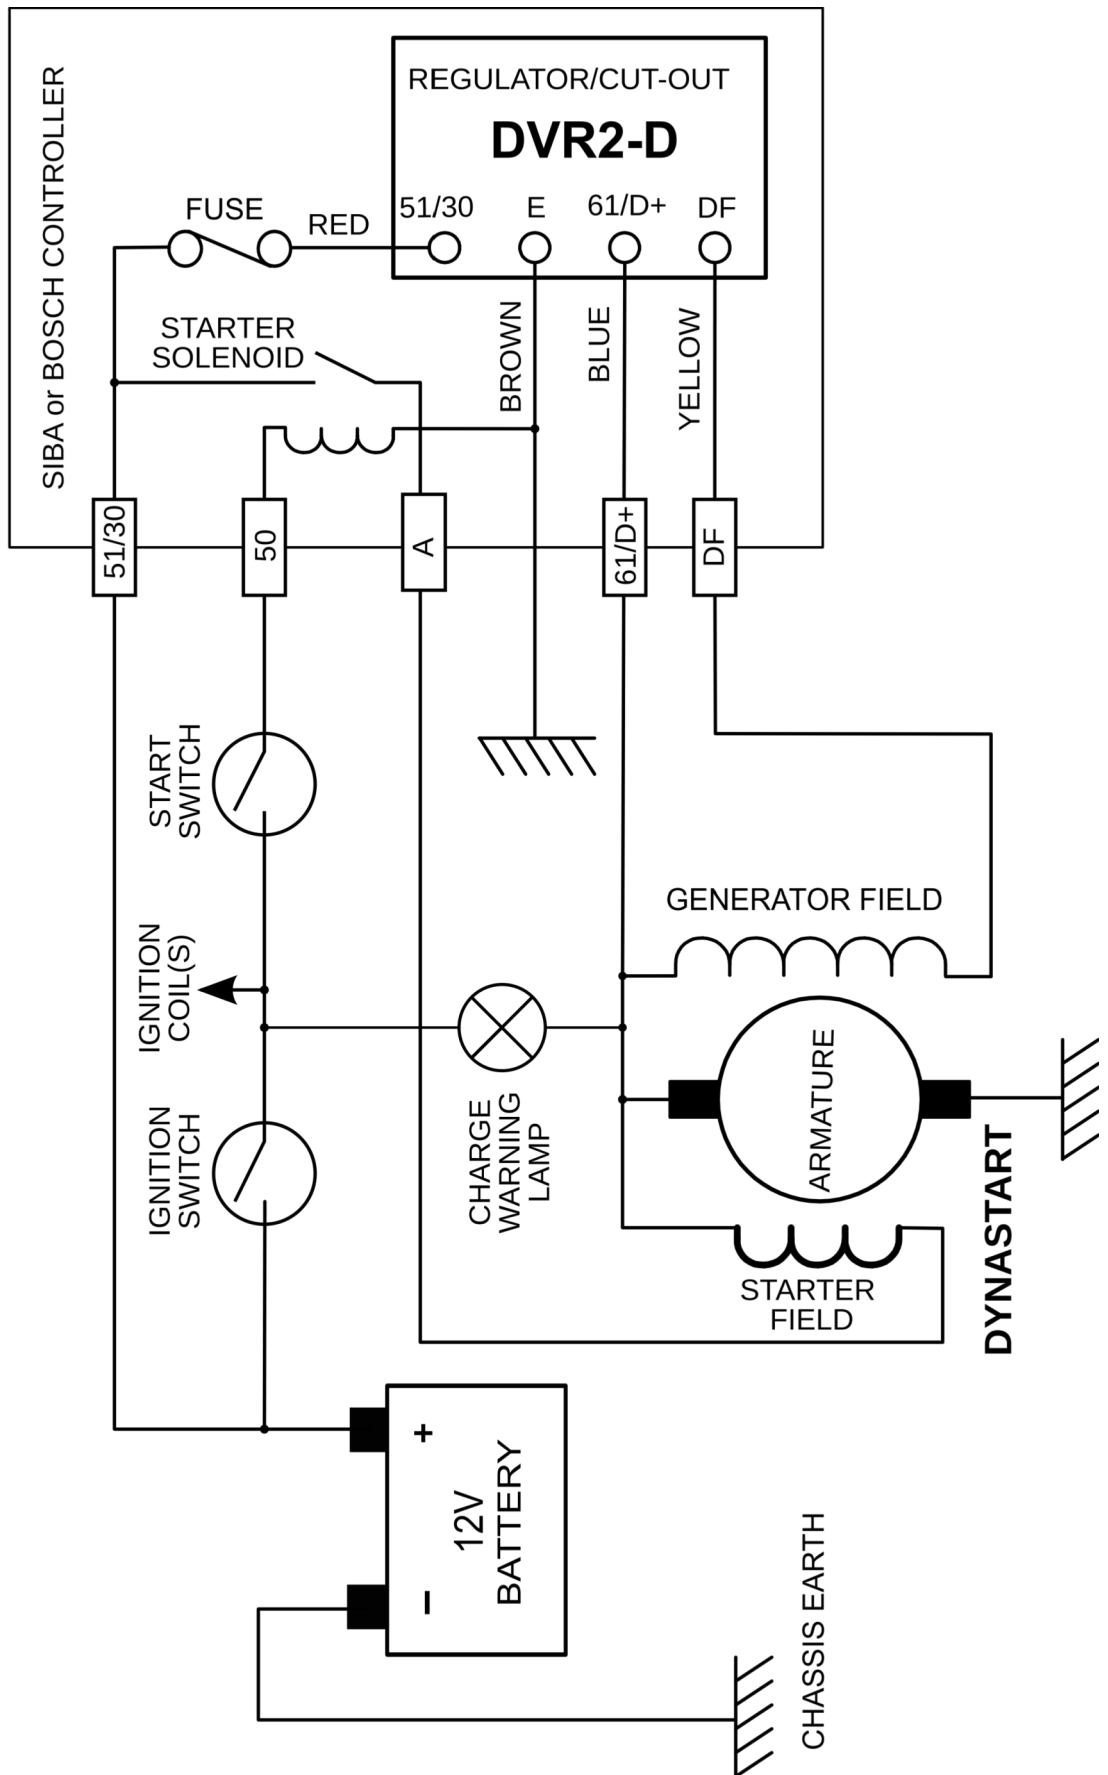 SIBA or BOSCH CONTROLLER
REGULATOR/CUT-OUT
DVR2-D
51/30
E
61/D+
DF
FUSE
RED
STARTER
SOLENOID
BROWN
BLUE
YELLOW
51/30
50
A
61/D+
DF
START
SWITCH
IGNITION
COIL(S)
GENERATOR FIELD
ARMATURE
IGNITION
SWITCH
CHARGE
WARNING
LAMP
STARTER
FIELD
DYNASTART
+
12V
BATTERY
–
CHASSIS EARTH